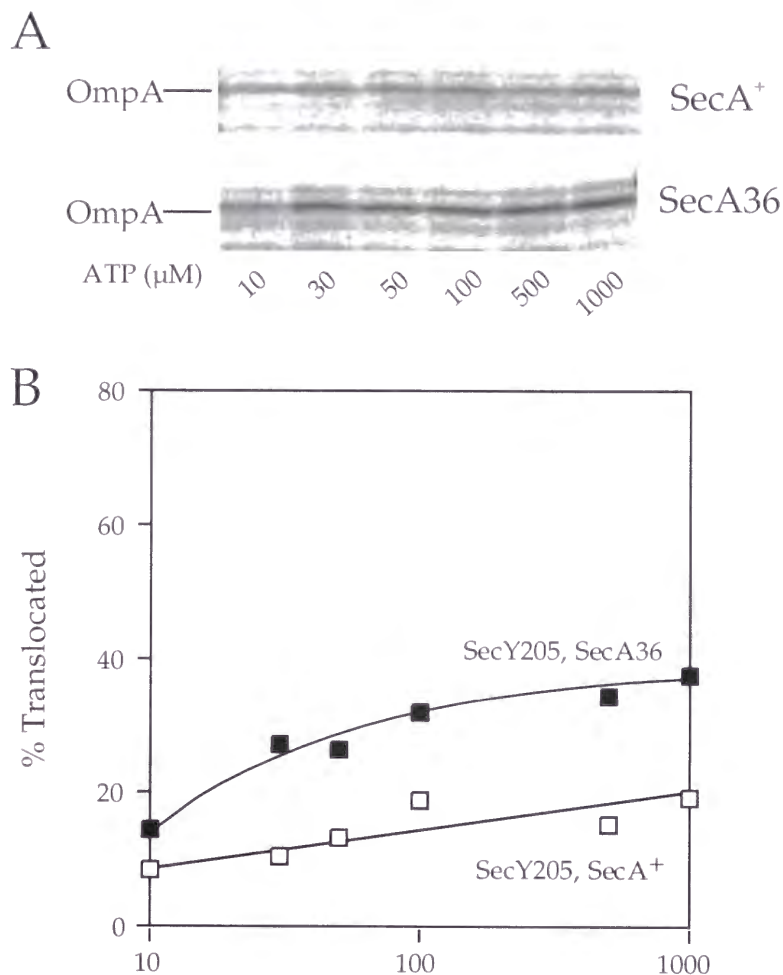 A
OmpA SecA⁺
OmpA SecA36
ATP (µM) 10 30 50 100 500 1000
B
80
60
40
20
0
% Translocated
SecY205, SecA36
SecY205, SecA⁺
10 100 1000